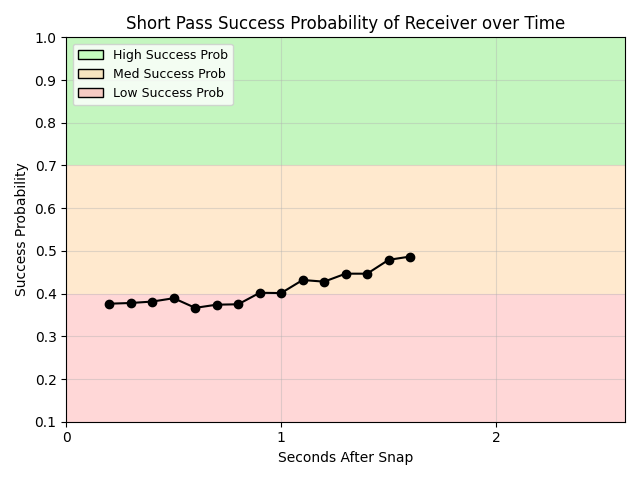 Short Pass Success Probability of Receiver over Time
High Success Prob
Med Success Prob
Low Success Prob
Success Probability
1.0
0.9
0.8
0.7
0.6
0.5
0.4
0.3
0.2
0.1
0 1 2
Seconds After Snap